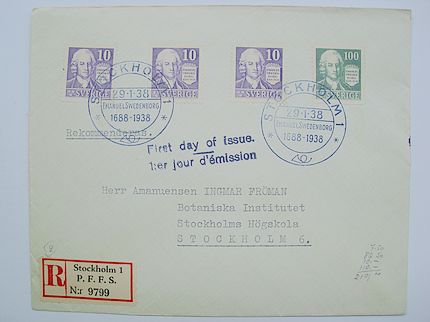 10 10 10 100
SVERIGE SVERIGE SVERIGE SVERIGE
STOCKHOLM 1
29-1-38
EMANUEL SWEDENBORG
1688-1938
STOCKHOLM 1
29-1-38
EMANUEL SWEDENBORG
1688-1938
Rekommenderas.
First day of issue.
1:er jour d'émission
Herr Amanuensen INGMAR FRÖMAN
Botaniska Institutet
Stockholms Högskola
STOCKHOLM 6.
R
Stockholm 1
P. F. F. S.
N:r 9799